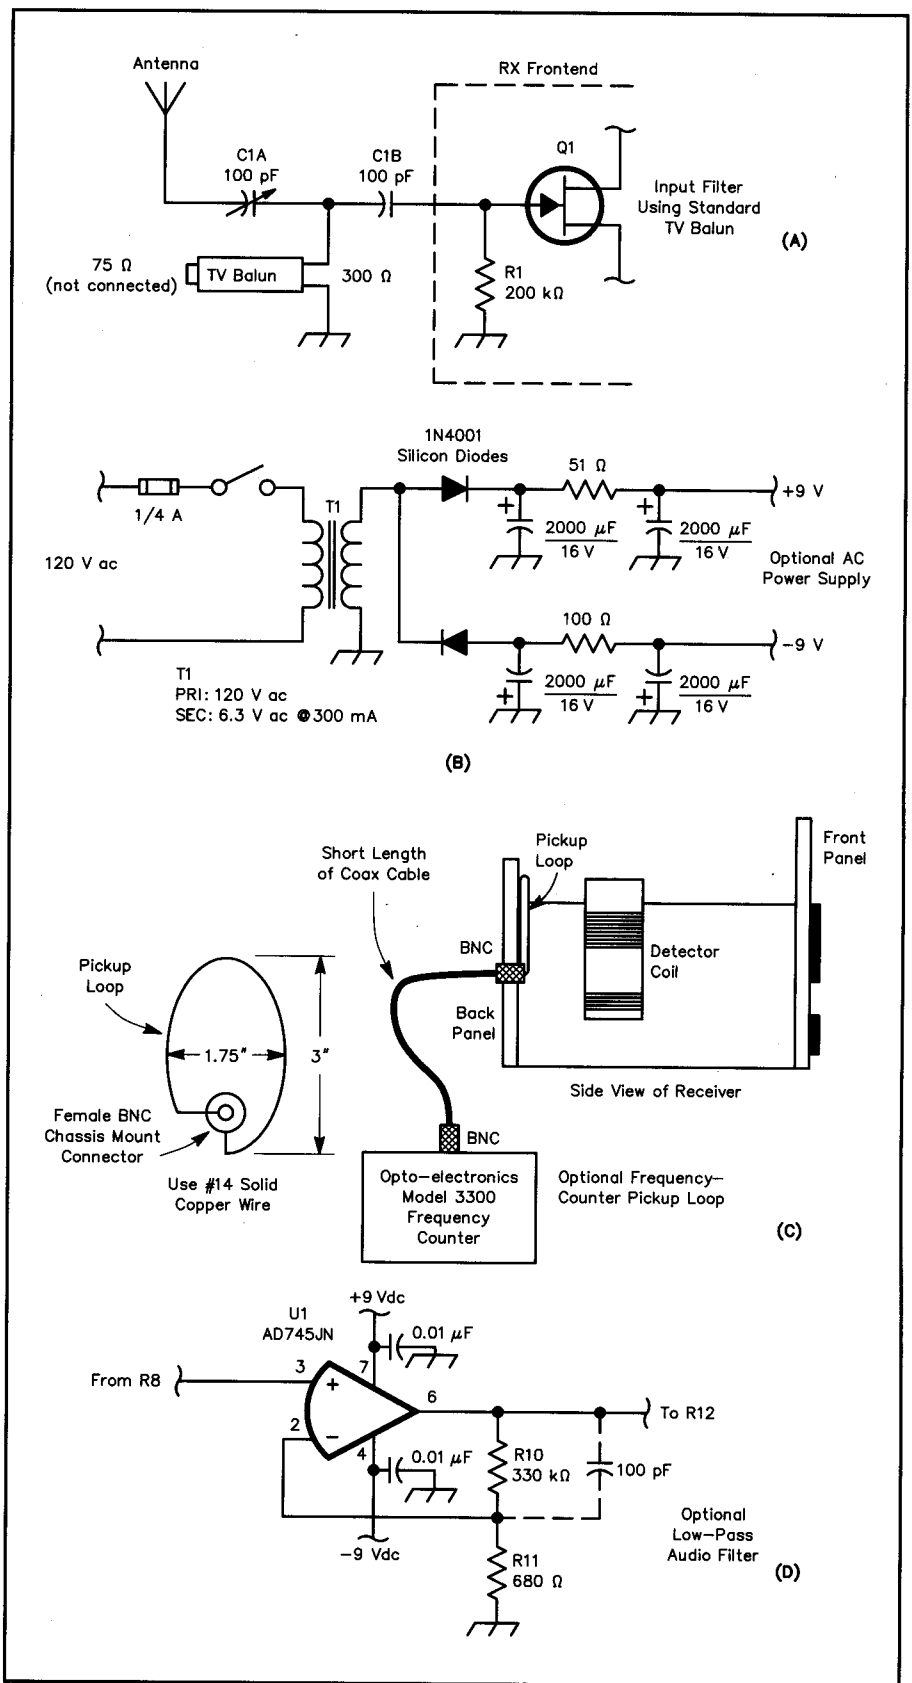 Antenna
RX Frontend
C1A
100 pF
C1B
100 pF
Q1
Input Filter
Using Standard
TV Balun
(A)
75 Ω
(not connected)
TV Balun
300 Ω
R1
200 kΩ
1N4001
Silicon Diodes
51 Ω
+9 V
1/4 A
T1
+
2000 μF
16 V
+
2000 μF
16 V
120 V ac
Optional AC
Power Supply
100 Ω
-9 V
T1
PRI: 120 V ac
SEC: 6.3 V ac @ 300 mA
+
2000 μF
16 V
+
2000 μF
16 V
(B)
Short Length
of Coax Cable
Pickup
Loop
Front
Panel
BNC
Detector
Coil
Pickup
Loop
Back
Panel
1.75"
3"
Side View of Receiver
Female BNC
Chassis Mount
Connector
BNC
Use #14 Solid
Copper Wire
Opto-electronics
Model 3300
Frequency
Counter
Optional Frequency-
Counter Pickup Loop
(C)
+9 Vdc
U1
AD745JN
0.01 μF
From R8
3
+
7
6
To R12
2
-
4
0.01 μF
R10
330 kΩ
100 pF
-9 Vdc
R11
680 Ω
Optional
Low-Pass
Audio Filter
(D)